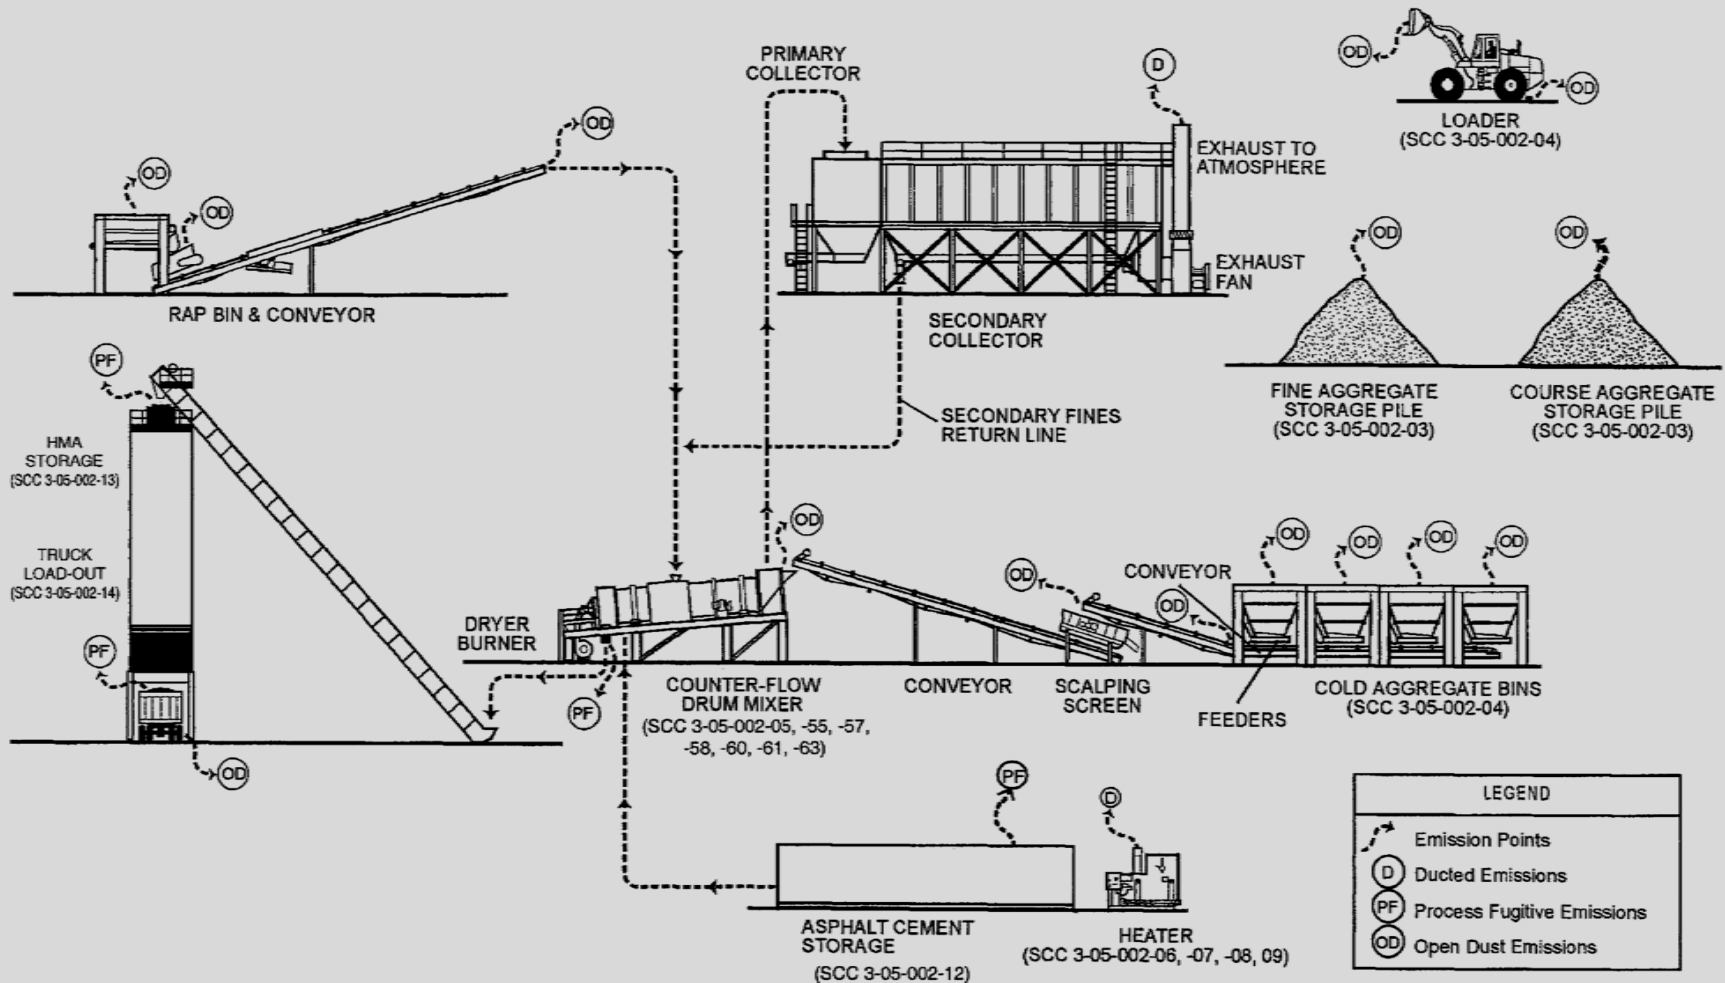 PRIMARY
COLLECTOR
D
OD
OD
LOADER
(SCC 3-05-002-04)
OD
OD
OD
RAP BIN & CONVEYOR
EXHAUST TO
ATMOSPHERE
EXHAUST
FAN
SECONDARY
COLLECTOR
SECONDARY FINES
RETURN LINE
OD
FINE AGGREGATE
STORAGE PILE
(SCC 3-05-002-03)
OD
COURSE AGGREGATE
STORAGE PILE
(SCC 3-05-002-03)
PF
HMA
STORAGE
(SCC 3-05-002-13)
TRUCK
LOAD-OUT
(SCC 3-05-002-14)
PF
OD
DRYER
BURNER
PF
OD
COUNTER-FLOW
DRUM MIXER
(SCC 3-05-002-05, -55, -57,
-58, -60, -61, -63)
CONVEYOR
OD
SCALPING
SCREEN
CONVEYOR
OD
FEEDERS
OD
OD
OD
OD
COLD AGGREGATE BINS
(SCC 3-05-002-04)
PF
ASPHALT CEMENT
STORAGE
(SCC 3-05-002-12)
D
HEATER
(SCC 3-05-002-06, -07, -08, 09)
LEGEND
Emission Points
D Ducted Emissions
PF Process Fugitive Emissions
OD Open Dust Emissions